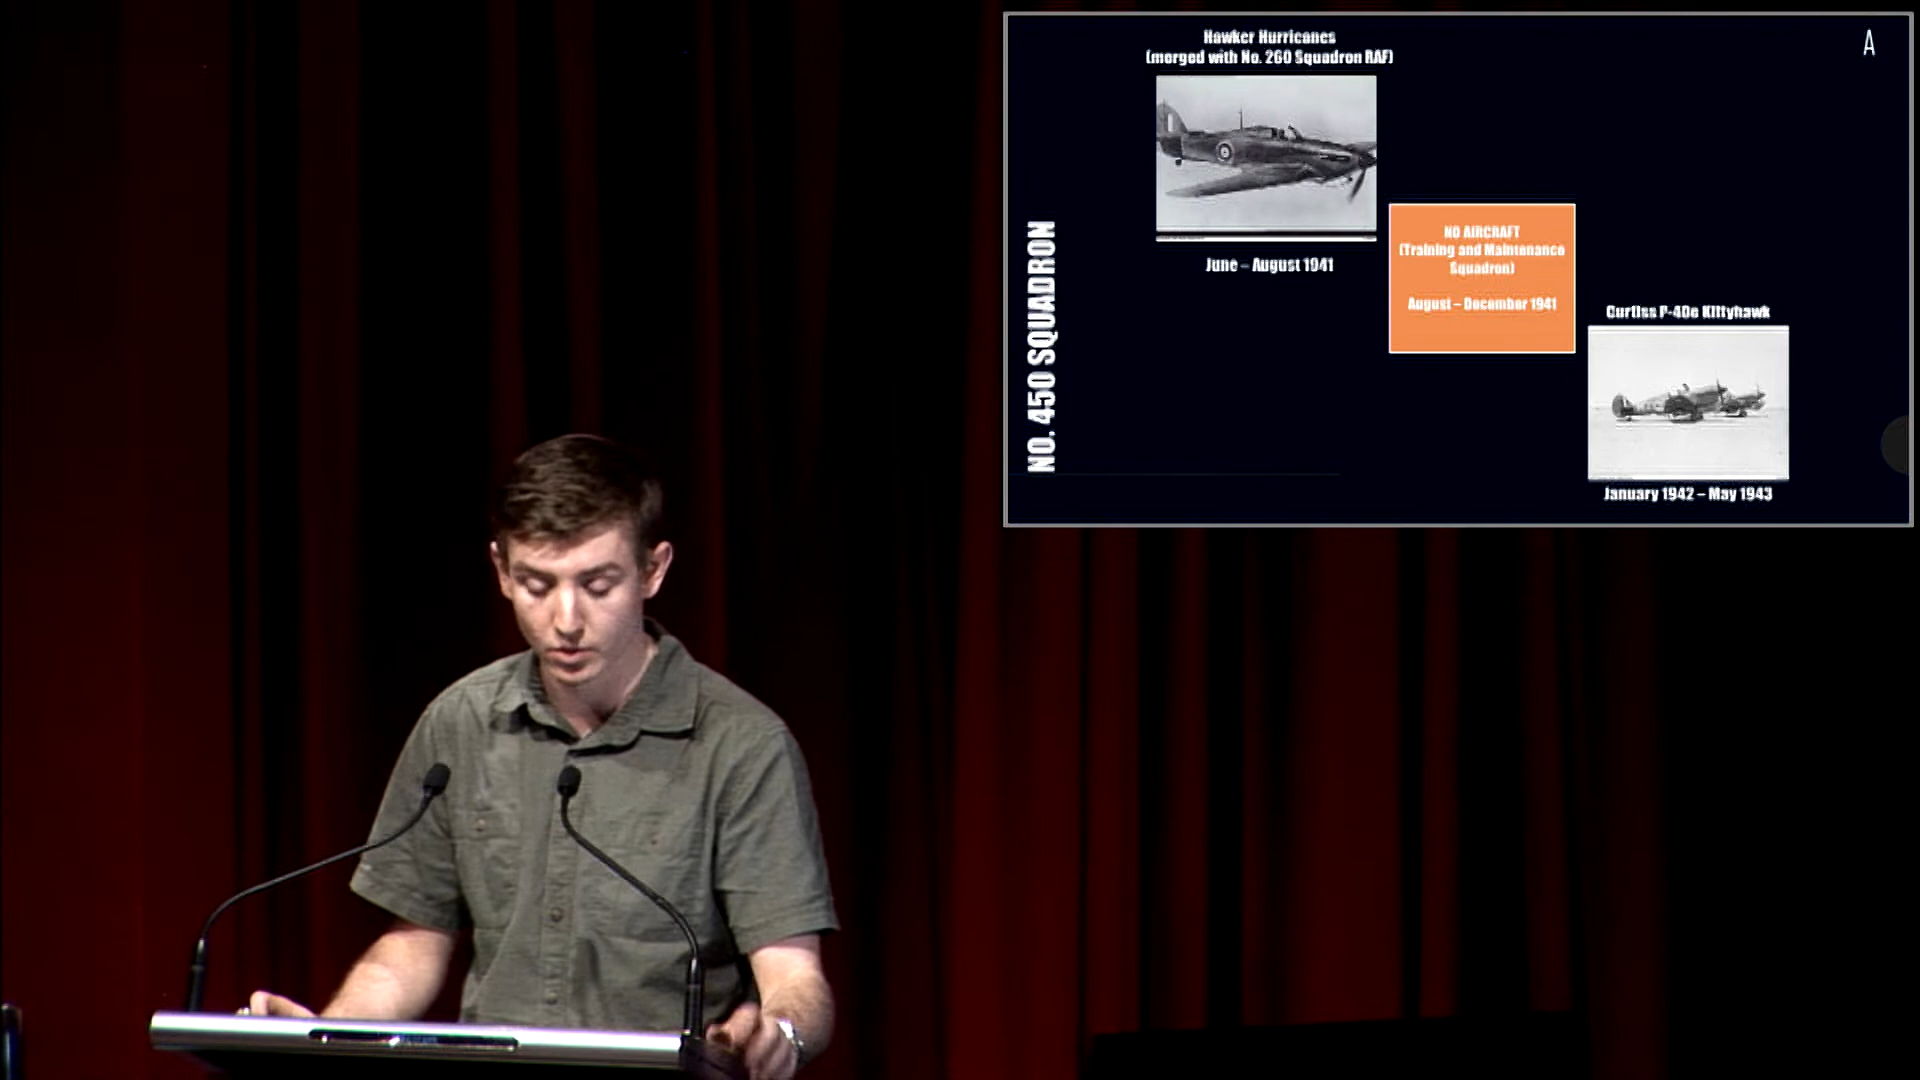 Hawker Hurricanes
(merged with No. 260 Squadron RAF)
A
June – August 1941
NO. 450 SQUADRON
NO AIRCRAFT
(Training and Maintenance
Squadron)
August – December 1941
Curtiss P-40e Kittyhawk
January 1942 – May 1943